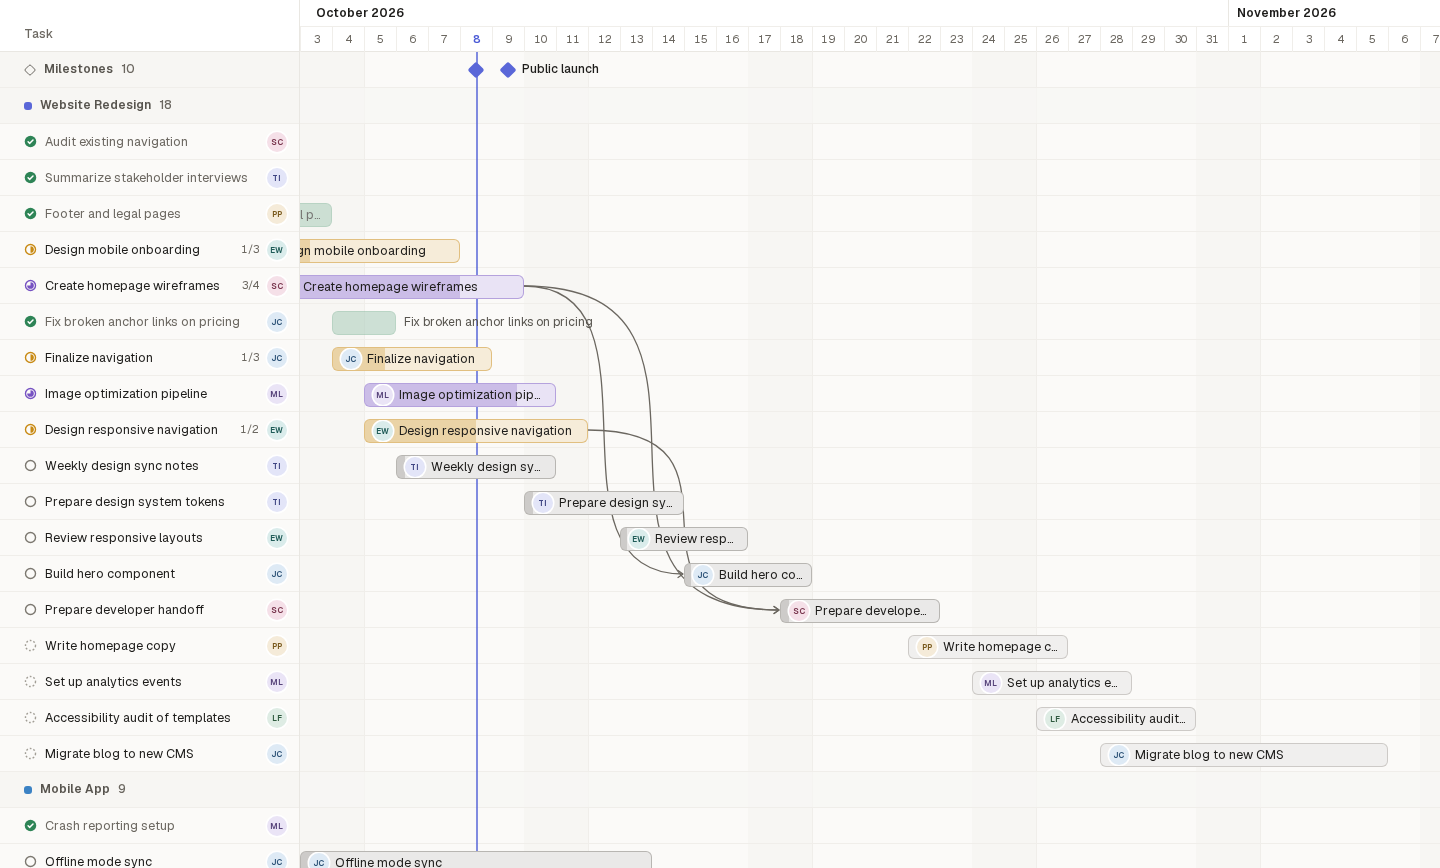 October 2026
November 2026
Task
3 4 5 6 7 8 9 10 11 12 13 14 15 16 17 18 19 20 21 22 23 24 25 26 27 28 29 30 31 1 2 3 4 5 6 7
Milestones 10
Public launch
Website Redesign 18
Audit existing navigation SC
Summarize stakeholder interviews TI
Footer and legal pages PP
l p…
Design mobile onboarding 1/3 EW
gn mobile onboarding
Create homepage wireframes 3/4 SC
Create homepage wireframes
Fix broken anchor links on pricing JC
Fix broken anchor links on pricing
Finalize navigation 1/3 JC
JC Finalize navigation
Image optimization pipeline ML
ML Image optimization pip…
Design responsive navigation 1/2 EW
EW Design responsive navigation
Weekly design sync notes TI
TI Weekly design sy…
Prepare design system tokens TI
TI Prepare design sy…
Review responsive layouts EW
EW Review resp…
Build hero component JC
JC Build hero co…
Prepare developer handoff SC
SC Prepare develope…
Write homepage copy PP
PP Write homepage c…
Set up analytics events ML
ML Set up analytics e…
Accessibility audit of templates LF
LF Accessibility audit…
Migrate blog to new CMS JC
JC Migrate blog to new CMS
Mobile App 9
Crash reporting setup ML
Offline mode sync JC
JC Offline mode sync